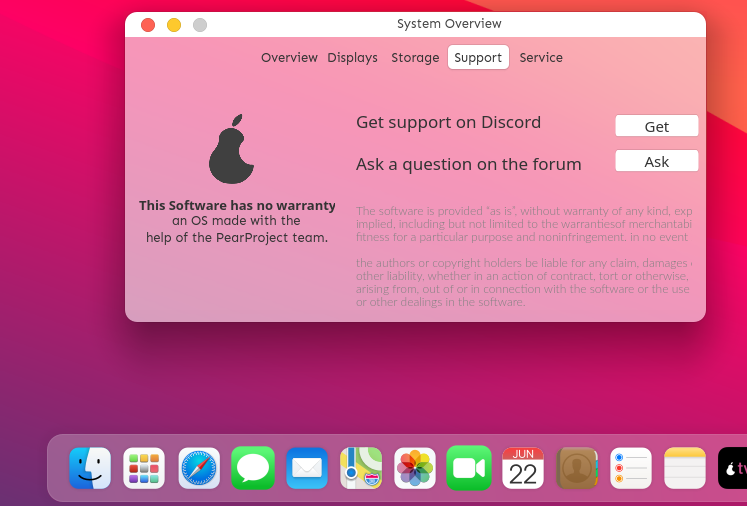 System Overview
Overview Displays Storage Support Service
Get support on Discord
Get
Ask a question on the forum
Ask
This Software has no warranty
an OS made with the
help of the PearProject team.
The software is provided "as is", without warranty of any kind, exp
implied, including but not limited to the warrantiesof merchantabi
fitness for a particular purpose and noninfringement. in no event
the authors or copyright holders be liable for any claim, damages
other liability, whether in an action of contract, tort or otherwise,
arising from, out of or in connection with the software or the use
or other dealings in the software.
JUN
22
tv